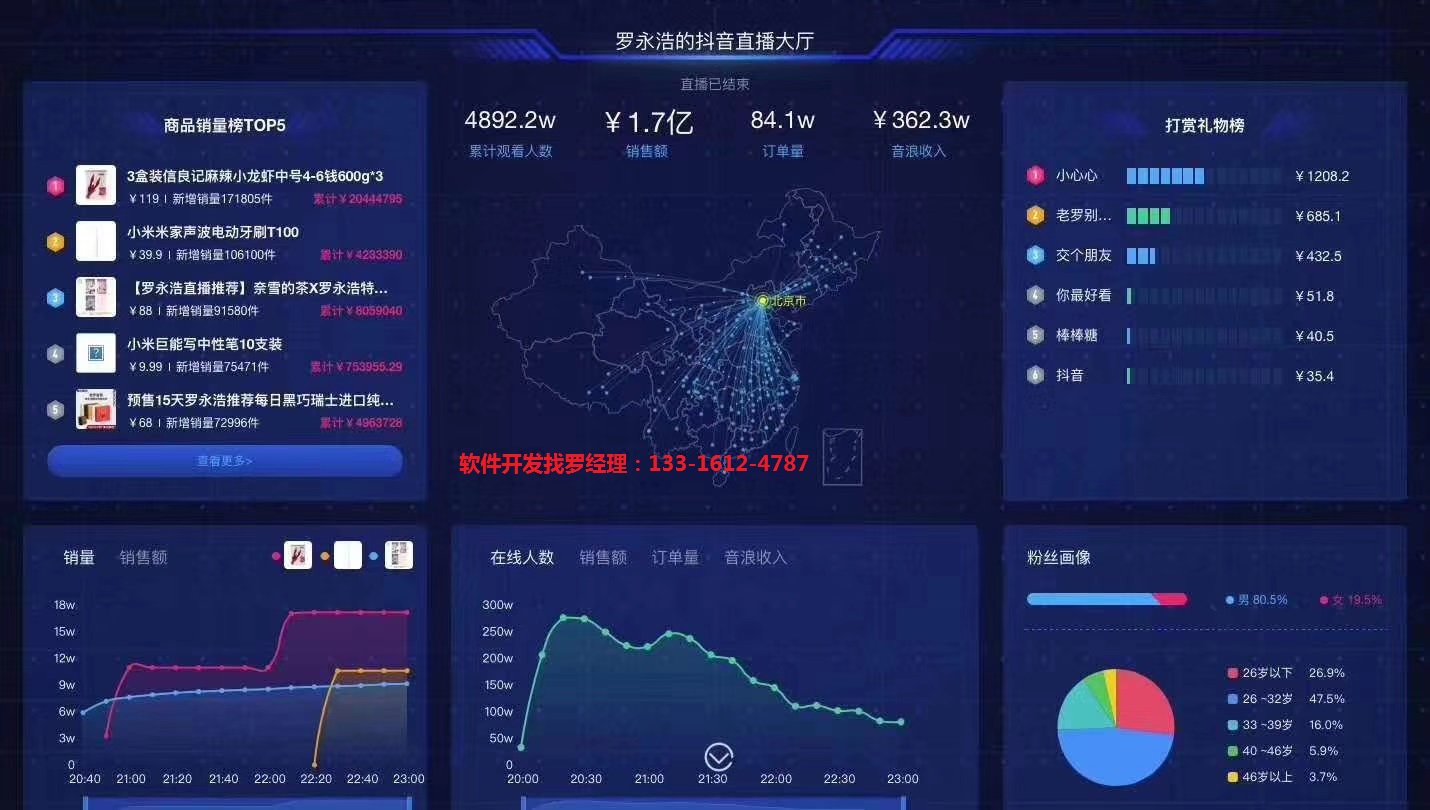 罗永浩的抖音直播大厅
直播已结束
4892.2w ¥1.7亿 84.1w ¥362.3w
累计观看人数 销售额 订单量 音浪收入
商品销量榜TOP5
1
3盒装信良记麻辣小龙虾中号4-6钱600g*3
¥119 | 新增销量171805件 累计¥20444795
2
小米米家声波电动牙刷T100
¥39.9 | 新增销量106100件 累计¥4233390
3
【罗永浩直播推荐】奈雪的茶X罗永浩特...
¥88 | 新增销量91580件 累计¥8059040
4
小米巨能写中性笔10支装
¥9.99 | 新增销量75471件 累计¥753955.29
5
预售15天罗永浩推荐每日黑巧瑞士进口纯...
¥68 | 新增销量72996件 累计¥4963728
查看更多>
北京市
软件开发找罗经理：133-1612-4787
打赏礼物榜
1 小心心 ¥1208.2
2 老罗别... ¥685.1
3 交个朋友 ¥432.5
4 你最好看 ¥51.8
5 棒棒糖 ¥40.5
6 抖音 ¥35.4
销量 销售额
18w
15w
12w
9w
6w
3w
0
20:40 21:00 21:20 21:40 22:00 22:20 22:40 23:00
在线人数 销售额 订单量 音浪收入
300w
250w
200w
150w
100w
50w
0
20:00 20:30 21:00 21:30 22:00 22:30 23:00
粉丝画像
男 80.5% 女 19.5%
26岁以下 26.9%
26 ~32岁 47.5%
33 ~39岁 16.0%
40 ~46岁 5.9%
46岁以上 3.7%